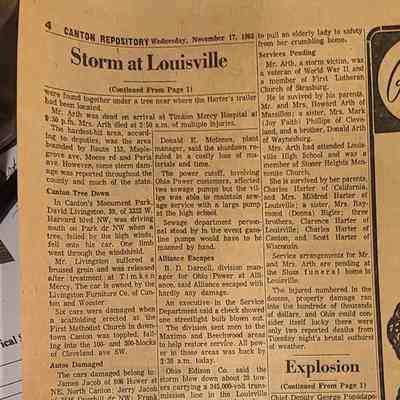 4
CANTON REPOSITORY Wednesday, November 17, 1965
Storm at Louisville
(Continued From Page 1)
were found together under a tree near where the Harter's trailer
had been located.
Mr. Arth was dead on arrival at Timken Mercy Hospital at
9:30 p.m. Mrs. Arth died at 2:50 a.m. of multiple injuries.
The hardest-hit area, accord-
ing to deputies, was the area
bounded by Route 153, Maple-
grove ave, Meese rd and Paris
ave. However, some storm dam-
age was reported throughout the
county and much of the state.
Canton Tree Down
In Canton's Monument Park,
David Livingston, 39, of 3232 W.
Harvard blvd NW, was driving
south on Park dr NW when a
tree, felled by the high winds,
fell onto his car. One limb
went through the windshield.
Mr. Livingston suffered a
bruised groin and was released
after treatment at Timken
Mercy. The car is owned by the
Livingston Furniture Co. of Can-
ton and Wooster.
Six cars were damaged when
a scaffolding erected at the
First Methodist Church in down-
town Canton was toppled, fall-
ing into the 100- and 200-blocks
of Cleveland ave SW.
Autos Damaged
The cars damaged belong to:
James Jacob of 806 Hower st
NE, North Canton; Jerry Jacob
Donald E. McHenes, plant
manager, said the shutdown re-
sulted in a costly loss of ma-
terials and time.
The power cutoff, involving
Ohio Power customers, affected
two sewage pumps but the vil-
lage was able to maintain sew-
age service with a large pump
at the high school.
Sewage department person-
nel stood by in the event gaso-
line pumps would have to be
manned by hand.
Alliance Escapes
B. D. Darrell, division man-
ager for Ohio Power at Alli-
ance, said Alliance escaped with
hardly any damage.
An executive in the Service
Department said a check showed
one streetlight bulb blown out.
The division sent men to the
Maximo and Beechwood areas
to help restore service. All pow-
er in those areas was back by
2:30 a.m. today.
Ohio Edison Co. said the
storm blew down about 20 tow-
ers carrying a 345,000-volt trans-
mission line in the Louisville
to pull an elderly lady to safety
from her crumbling home.
Services Pending
Mr. Arth, a storm victim, was
a veteran of World War II and
a member of First Lutheran
Church of Strasburg.
He is suvived by his parents,
Mr. and Mrs. Howard Arth of
Massillon; a sister, Mrs. Mark
(Joy Faith) Phillips of Cleve-
land, and a brother, Donald Arth
of Waynesburg.
Mrs. Arth had attended Louis-
ville High School and was a
member of Stoner Heights Men-
nonite Church.
She is survived by her parents,
Charles Harter of California,
and Mrs. Mildred Harter of
Louisville; a sister, Mrs. Ray-
mond (Donna) Bigler; three
brothers, Clarence Harter of
Louisville; Charles Harter of
Canton, and Scott Harter of
Wisconsin.
Service arrangements for Mr.
and Mrs. Arth are pending at
the funeral home in
Louisville.
The injured numbered in the
dozens, property damage ran
into the hundreds of thousands
of dollars, and Ohio could con-
sider itself lucky there were
only two reported deaths from
Tuesday night's brutal outburst
of weather.
Explosion
(Continued From Page 1)
Chief Deputy George Papadopo-